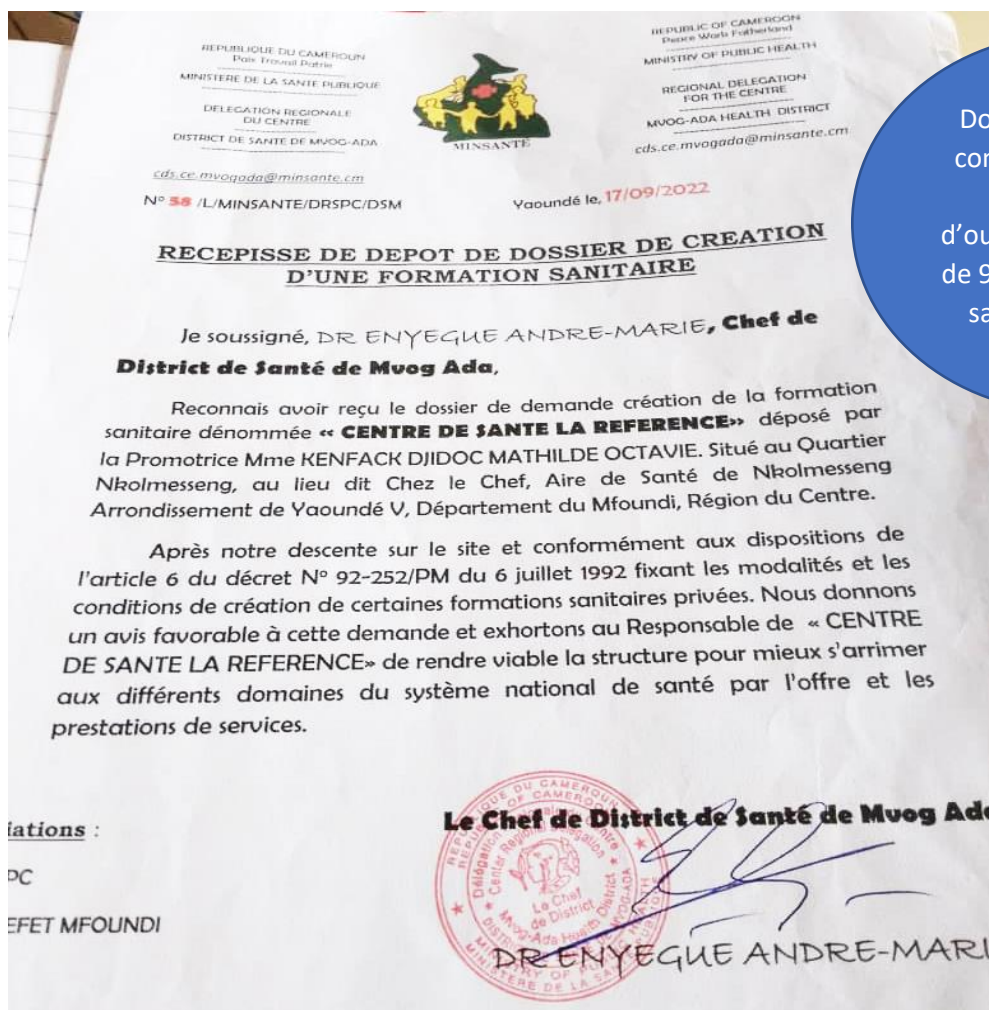 REPUBLIQUE DU CAMEROUN
Paix Travail Patrie
MINISTERE DE LA SANTE PUBLIQUE
DELEGATION REGIONALE
DU CENTRE
DISTRICT DE SANTE DE MVOG-ADA
cds.ce.mvogada@minsante.cm
MINSANTE
REPUBLIC OF CAMEROON
Peace Work Fatherland
MINISTRY OF PUBLIC HEALTH
REGIONAL DELEGATION
FOR THE CENTRE
MVOG-ADA HEALTH DISTRICT
cds.ce.mvogada@minsante.cm
N° 58 /L/MINSANTE/DRSPC/DSM
Yaoundé le, 17/09/2022
RECEPISSE DE DEPOT DE DOSSIER DE CREATION
D'UNE FORMATION SANITAIRE
Je soussigné, DR ENYEGUE ANDRE-MARIE, Chef de
District de Santé de Mvog Ada,
Reconnais avoir reçu le dossier de demande création de la formation
sanitaire dénommée « CENTRE DE SANTE LA REFERENCE» déposé par
la Promotrice Mme KENFACK DJIDOC MATHILDE OCTAVIE. Situé au Quartier
Nkolmesseng, au lieu dit Chez le Chef, Aire de Santé de Nkolmesseng
Arrondissement de Yaoundé V, Département du Mfoundi, Région du Centre.
Après notre descente sur le site et conformément aux dispositions de
l'article 6 du décret N° 92-252/PM du 6 juillet 1992 fixant les modalités et les
conditions de création de certaines formations sanitaires privées. Nous donnons
un avis favorable à cette demande et exhortons au Responsable de « CENTRE
DE SANTE LA REFERENCE» de rendre viable la structure pour mieux s'arrimer
aux différents domaines du système national de santé par l'offre et les
prestations de services.
iations :
PC
EFET MFOUNDI
Le Chef de District de Santé de Mvog Ada
Le Chef
de District
DR ENYEGUE ANDRE-MARI
Do
con
d'ou
de 9
sa